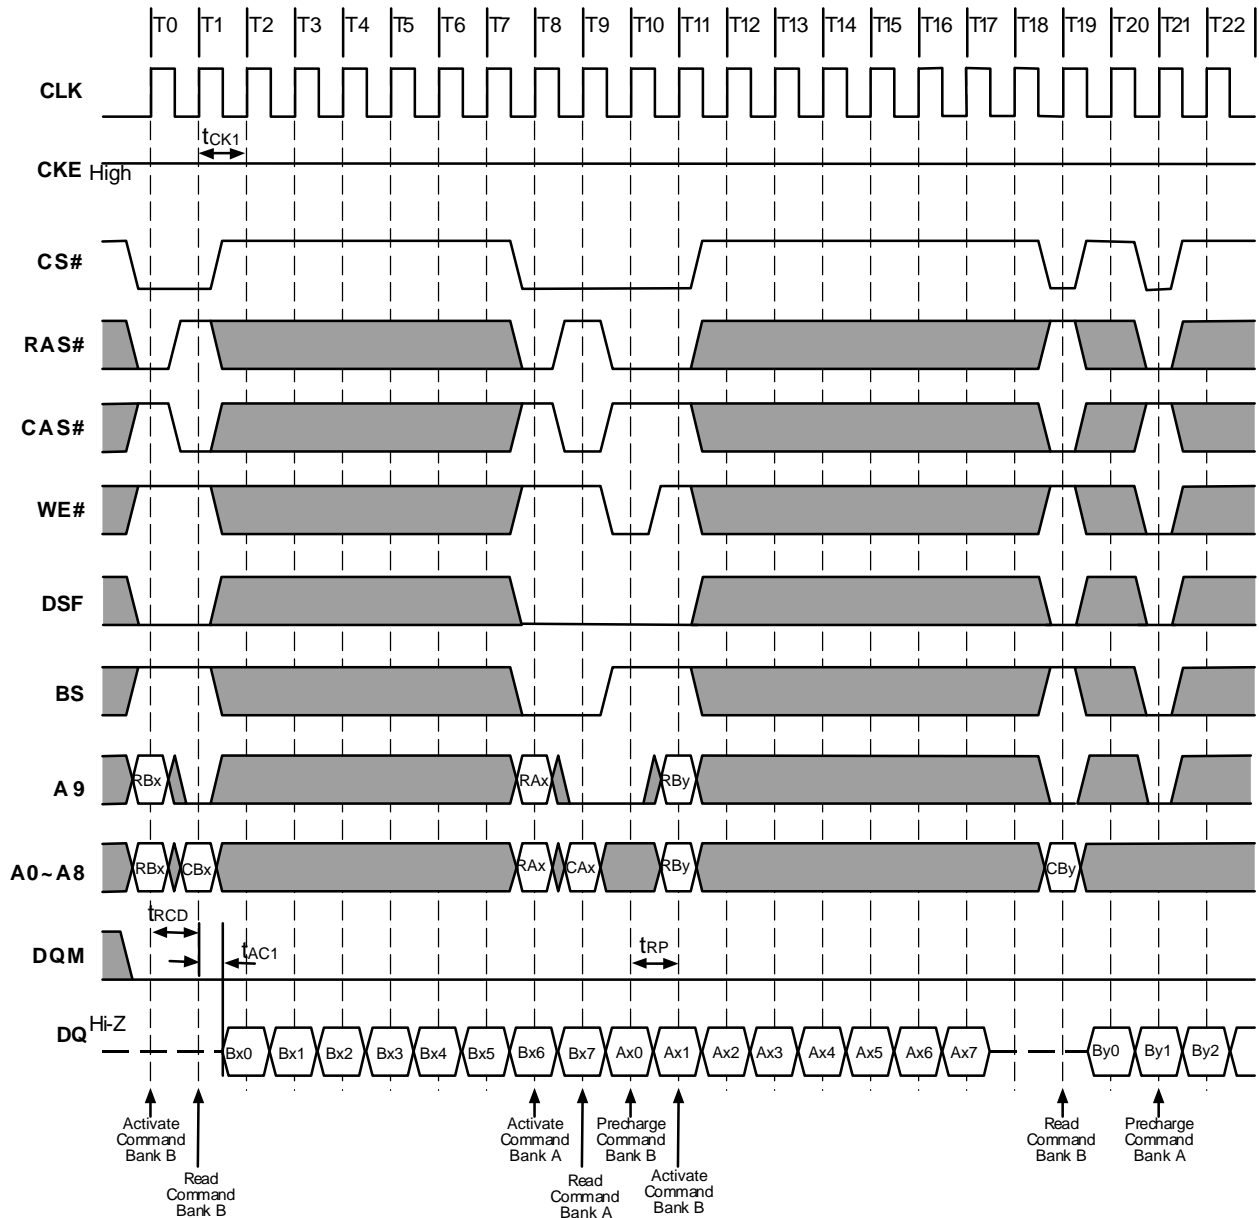 T0 T1 T2 T3 T4 T5 T6 T7 T8 T9 T10 T11 T12 T13 T14 T15 T16 T17 T18 T19 T20 T21 T22
CLK
tCK1
CKE High
CS#
RAS#
CAS#
WE#
DSF
BS
A9 RBx RAx RBy
A0~A8 RBx CBx RAx CAx RBy CBy
tRCD
DQM tAC1 tRP
DQ Hi-Z
Bx0 Bx1 Bx2 Bx3 Bx4 Bx5 Bx6 Bx7 Ax0 Ax1 Ax2 Ax3 Ax4 Ax5 Ax6 Ax7 By0 By1 By2
Activate
Command
Bank B
Read
Command
Bank B
Activate
Command
Bank A
Read
Command
Bank A
Precharge
Command
Bank B
Activate
Command
Bank B
Read
Command
Bank B
Precharge
Command
Bank A